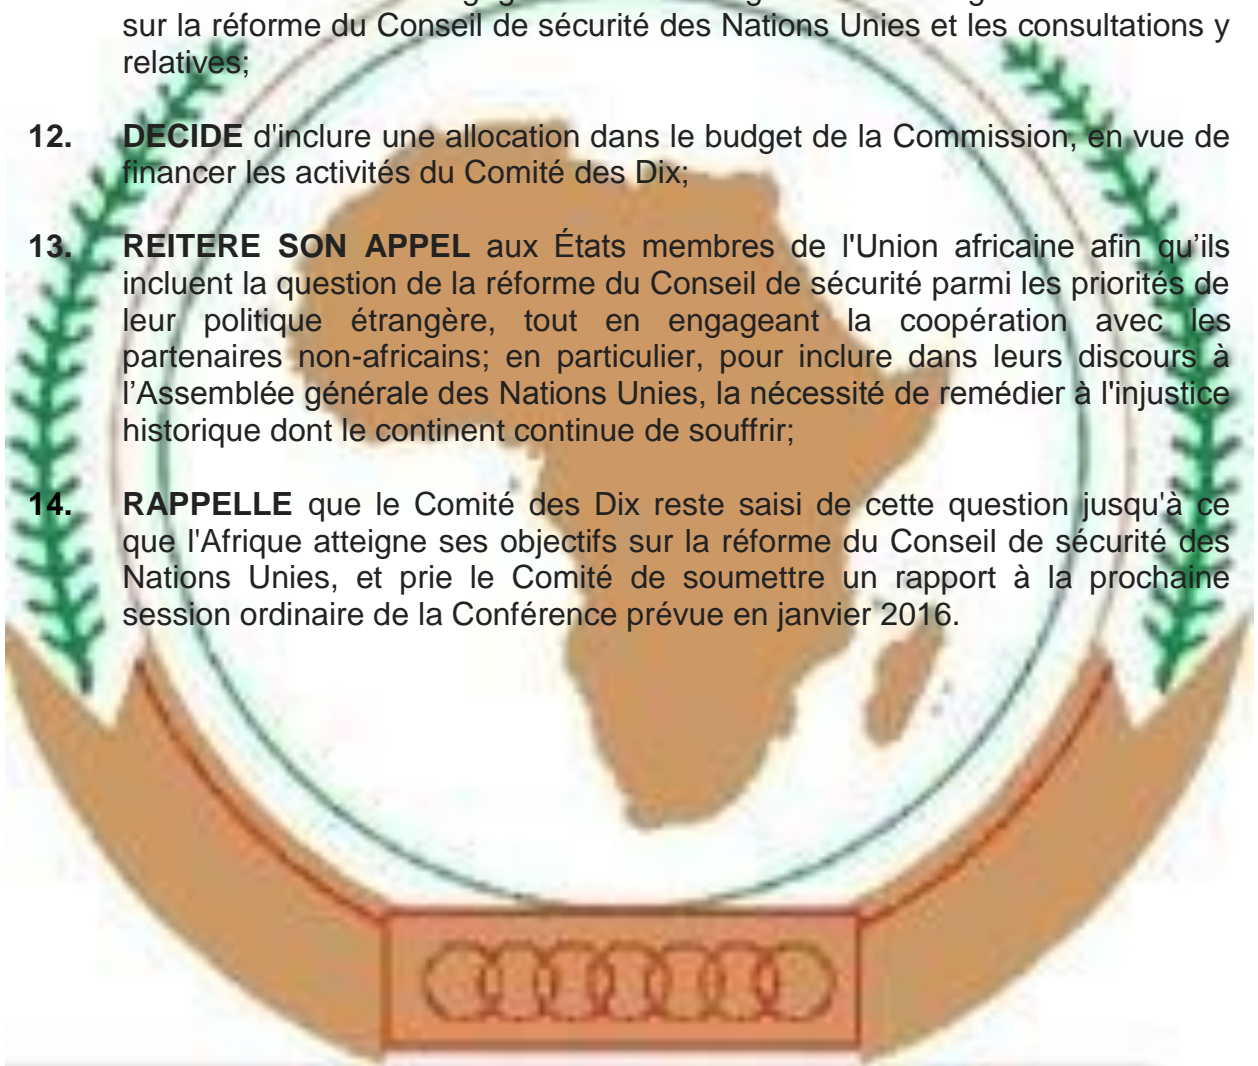 sur la réforme du Conseil de sécurité des Nations Unies et les consultations y
relatives;
12. DECIDE d'inclure une allocation dans le budget de la Commission, en vue de
financer les activités du Comité des Dix;
13. REITERE SON APPEL aux États membres de l'Union africaine afin qu’ils
incluent la question de la réforme du Conseil de sécurité parmi les priorités de
leur politique étrangère, tout en engageant la coopération avec les
partenaires non-africains; en particulier, pour inclure dans leurs discours à
l’Assemblée générale des Nations Unies, la nécessité de remédier à l'injustice
historique dont le continent continue de souffrir;
14. RAPPELLE que le Comité des Dix reste saisi de cette question jusqu'à ce
que l'Afrique atteigne ses objectifs sur la réforme du Conseil de sécurité des
Nations Unies, et prie le Comité de soumettre un rapport à la prochaine
session ordinaire de la Conférence prévue en janvier 2016.